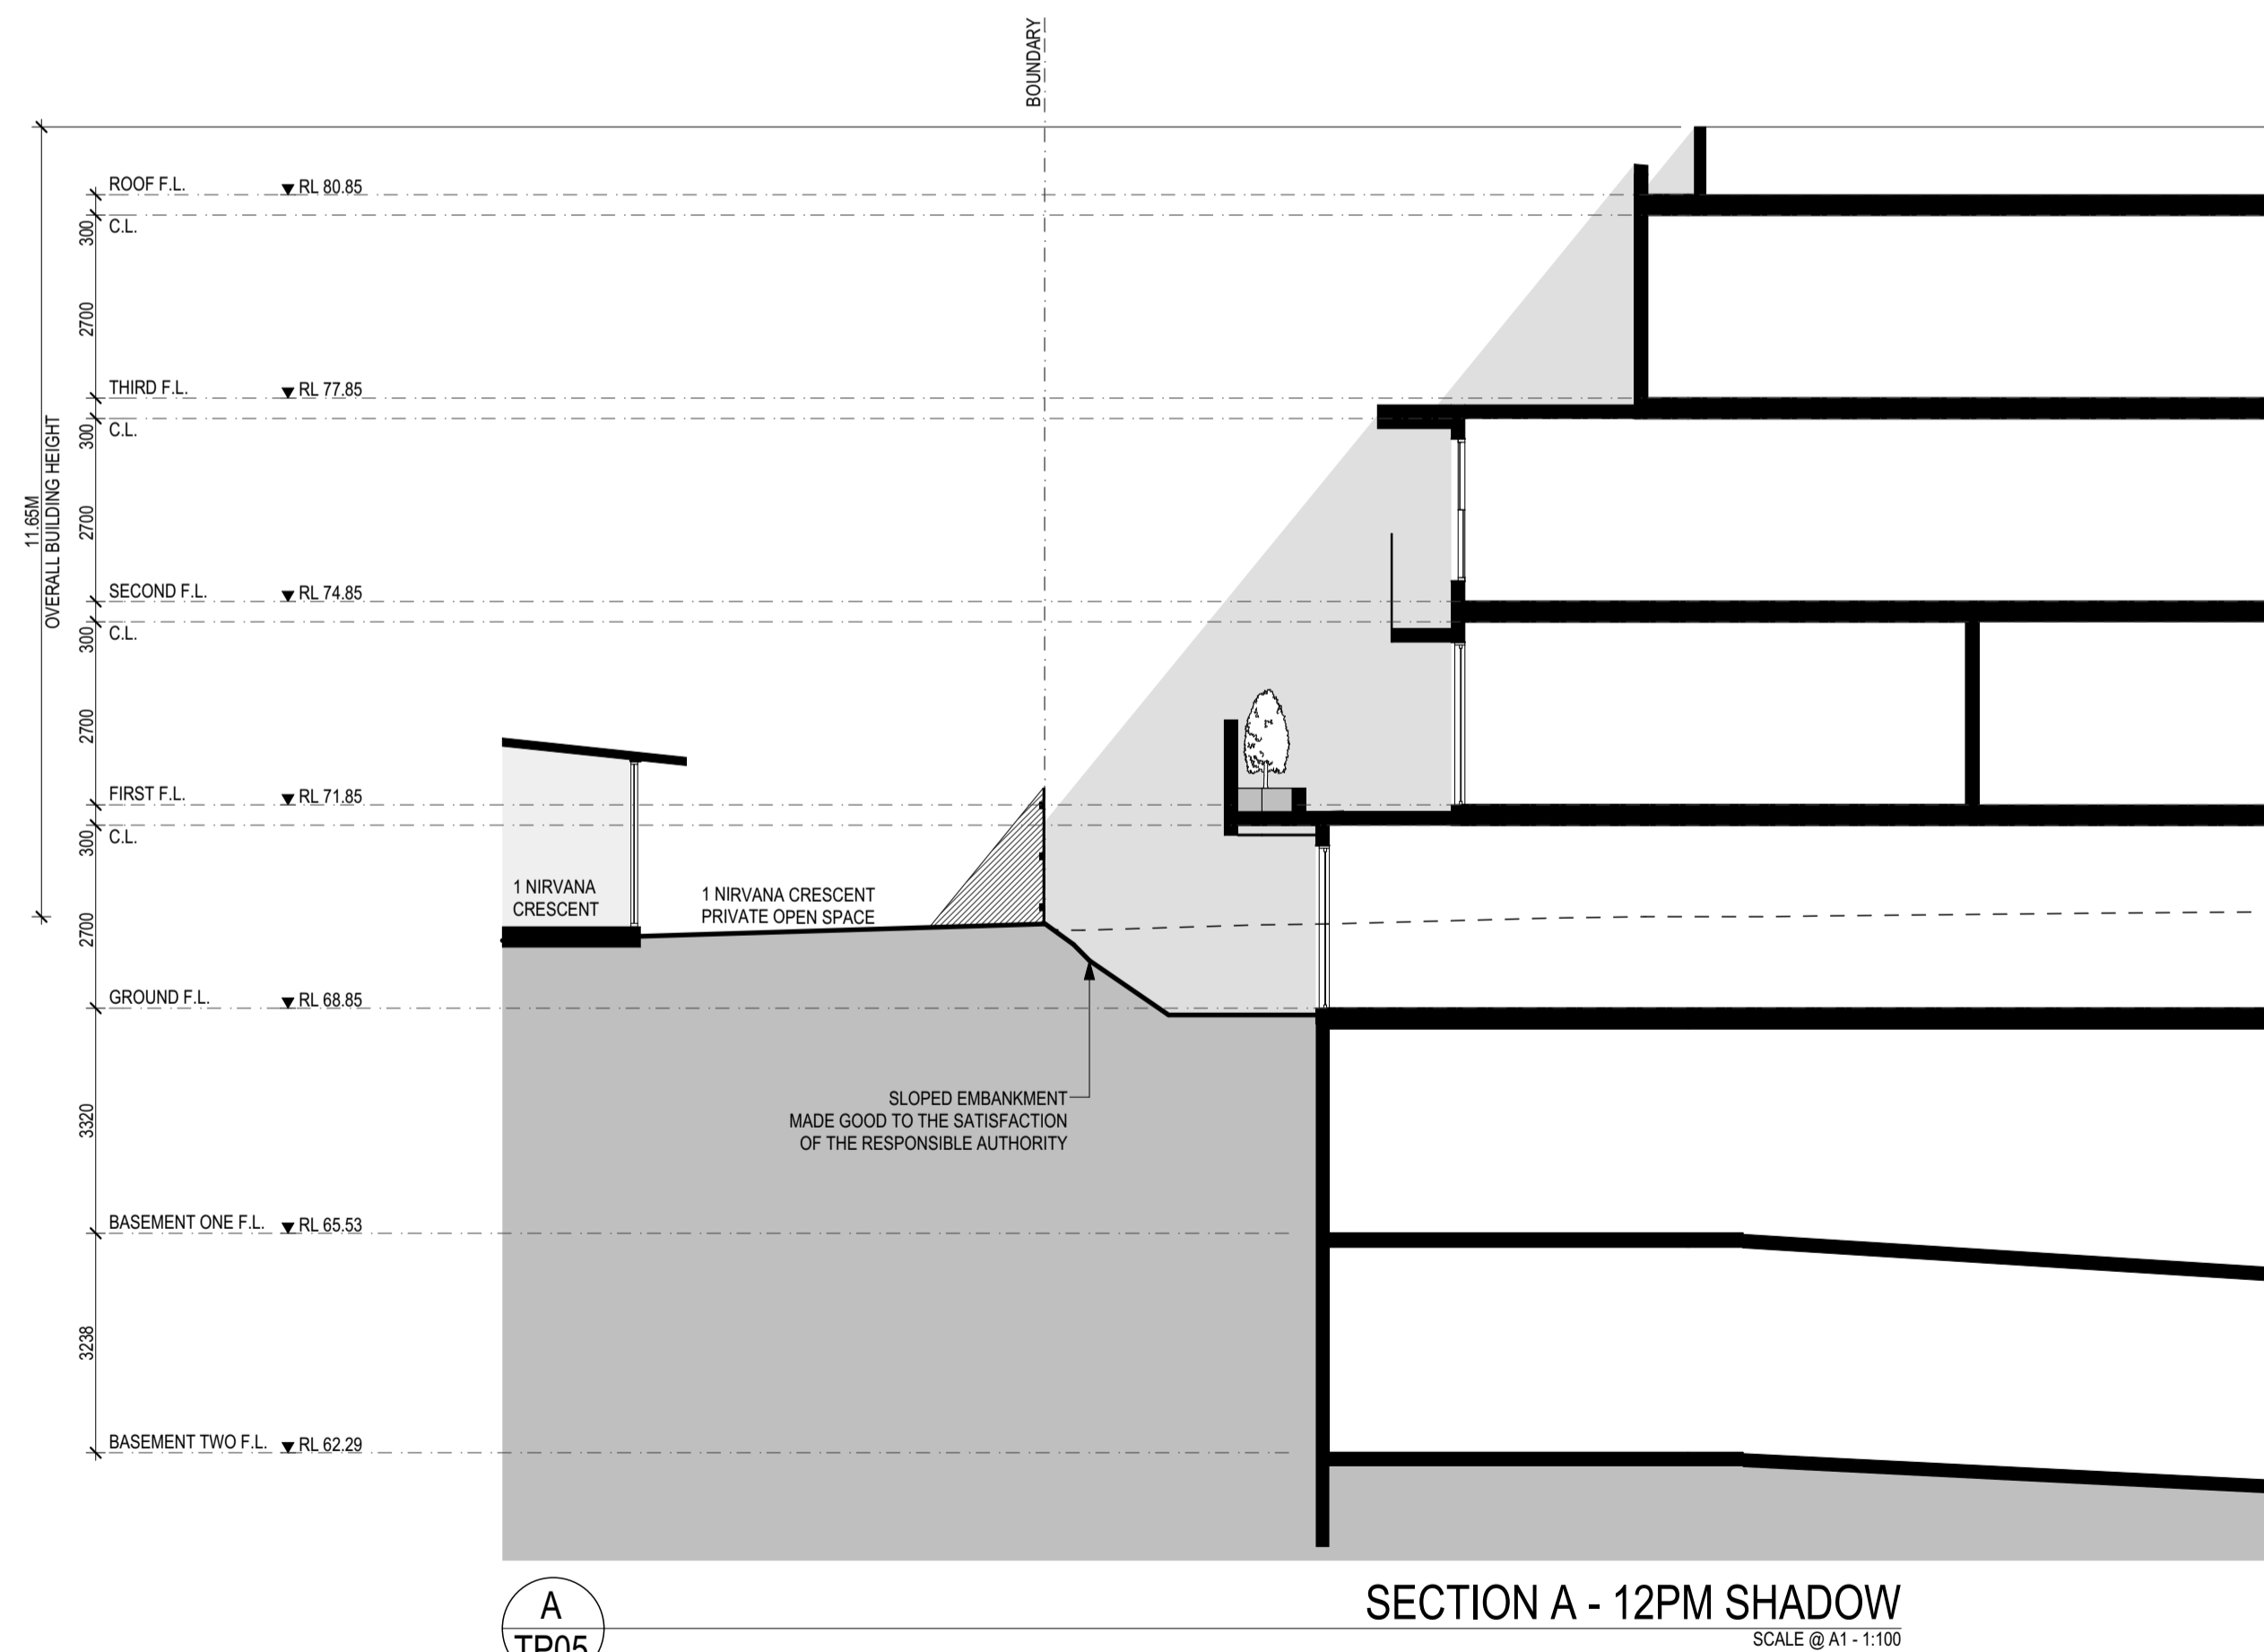 BOUNDARY
ROOF F.L. RL 80.85
300
C.L.
2700
THIRD F.L. RL 77.85
300
C.L.
11.65M
OVERALL BUILDING HEIGHT
2700
SECOND F.L. RL 74.85
300
C.L.
2700
FIRST F.L. RL 71.85
300
C.L.
1 NIRVANA
CRESCENT
1 NIRVANA CRESCENT
PRIVATE OPEN SPACE
2700
GROUND F.L. RL 68.85
SLOPED EMBANKMENT
MADE GOOD TO THE SATISFACTION
OF THE RESPONSIBLE AUTHORITY
3320
BASEMENT ONE F.L. RL 65.53
3238
BASEMENT TWO F.L. RL 62.29
A
TP05
SECTION A - 12PM SHADOW
SCALE @ A1 - 1:100